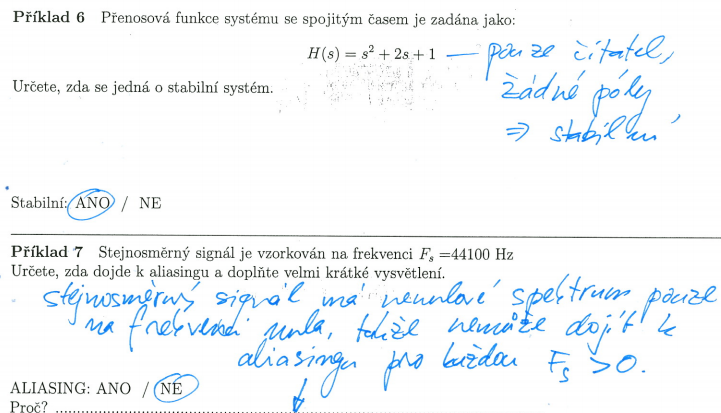 Příklad 6 Přenosová funkce systému se spojitým časem je zadána jako:
H(s) = s² + 2s + 1 — pouze čitatel,
Určete, zda se jedná o stabilní systém.
žádné póly
⇒ stabilní
Stabilní: ANO / NE
Příklad 7 Stejnosměrný signál je vzorkován na frekvenci Fs =44100 Hz
Určete, zda dojde k aliasingu a doplňte velmi krátké vysvětlení.
stejnosměrný signál má nenulové spektrum pouze
na frekvenci nula, takže nemůže dojít k
aliasingu pro každou Fs > 0.
ALIASING: ANO / NE
Proč? ........................................................................